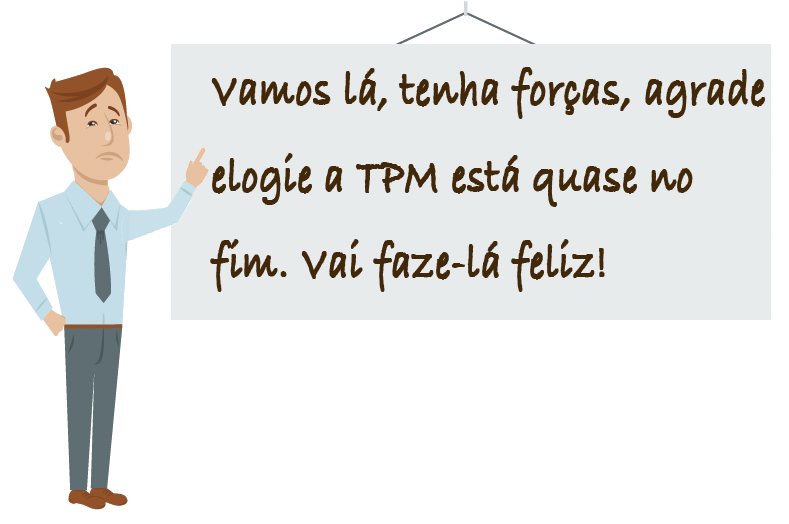 Vamos lá, tenha forças, agrade
elogie a TPM está quase no
fim. Vai faze-lá feliz!